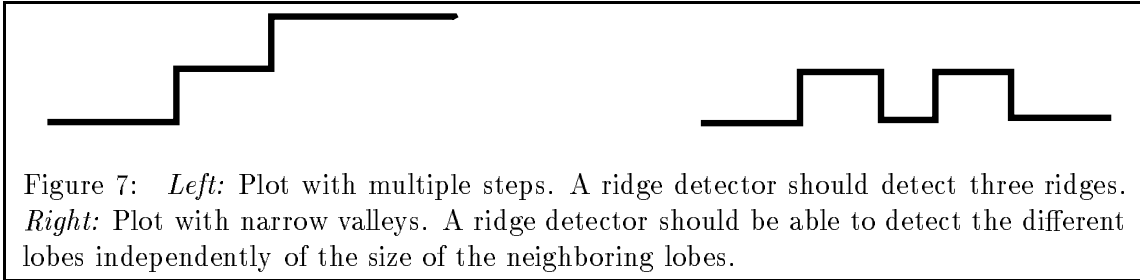 Figure 7: Left: Plot with multiple steps. A ridge detector should detect three ridges.
Right: Plot with narrow valleys. A ridge detector should be able to detect the different
lobes independently of the size of the neighboring lobes.